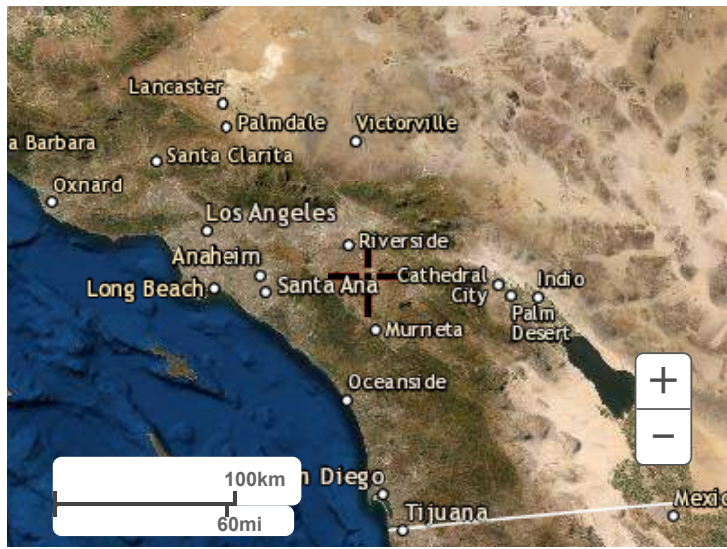 Lancaster
Palmdale
Victorville
a Barbara
Santa Clarita
Oxnard
Los Angeles
Riverside
Anaheim
Cathedral
City
Indio
Long Beach
Santa Ana
Palm
Desert
Murrieta
+
Oceanside
−
n Diego
100km
60mi
Tijuana
Mexic